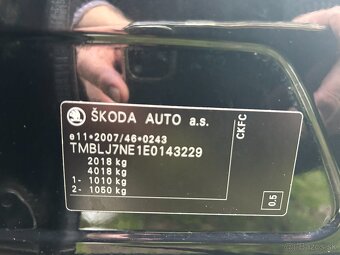 ŠKODA AUTO a.s.
e11*2007/46*0243
TMBLJ7NE1E0143229
2018 kg
4018 kg
1- 1010 kg
2- 1050 kg
CKFC
0.5